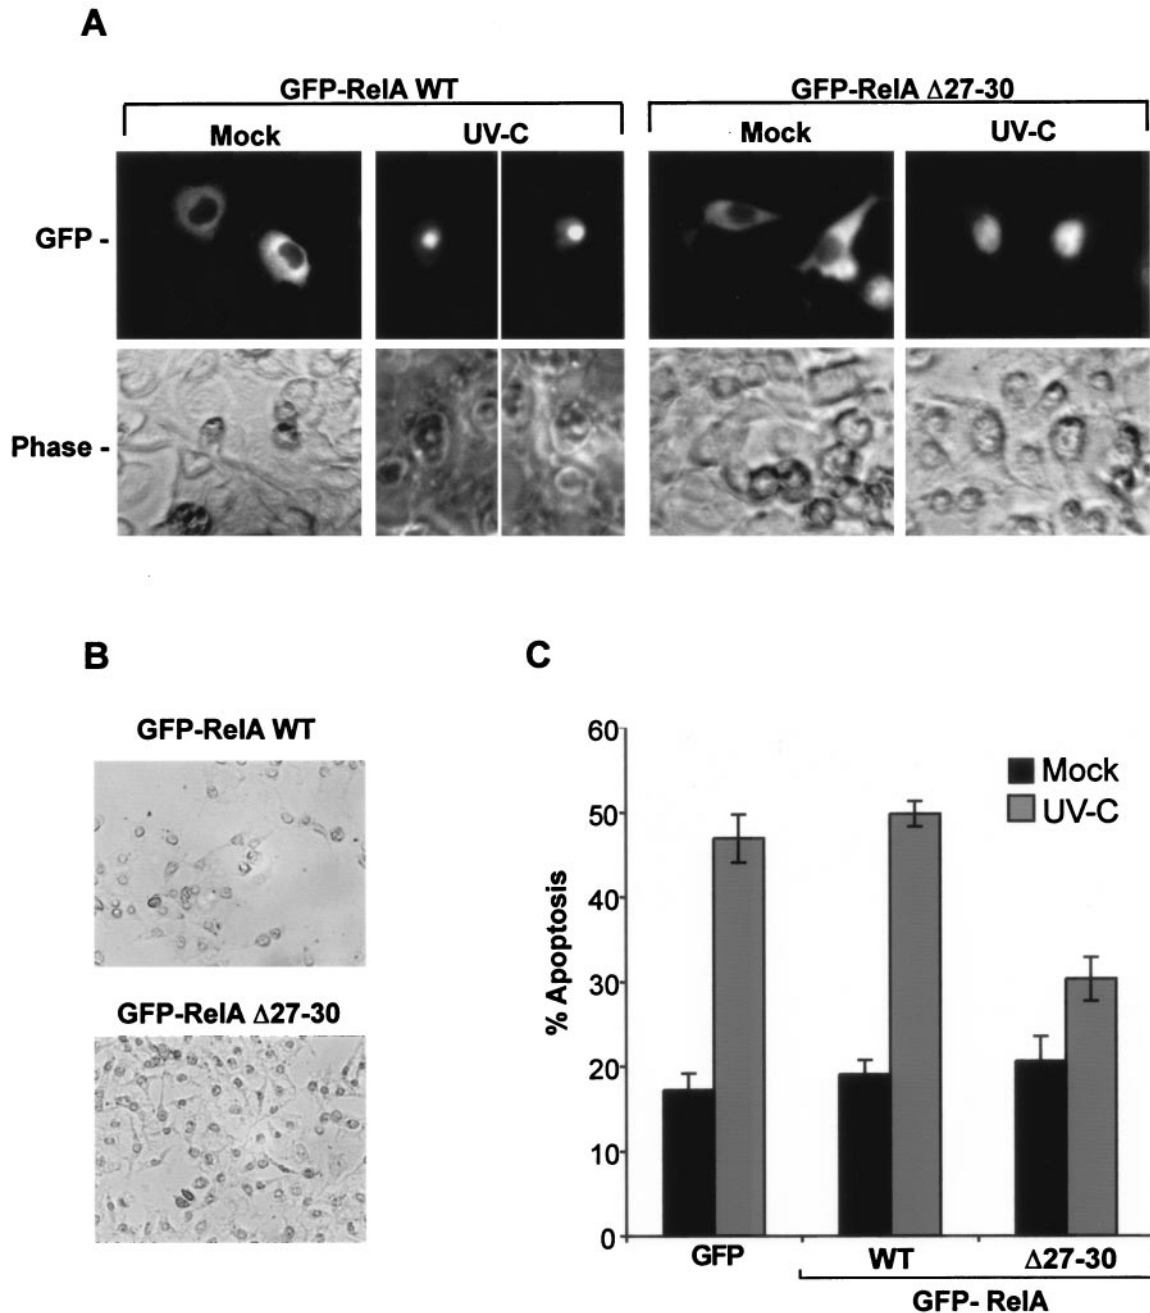 A
GFP-RelA WT
GFP-RelA Δ27-30
Mock
UV-C
Mock
UV-C
GFP -
Phase -
B
C
GFP-RelA WT
GFP-RelA Δ27-30
60
50
40
30
20
10
0
% Apoptosis
Mock
UV-C
GFP
WT
Δ27-30
GFP- RelA